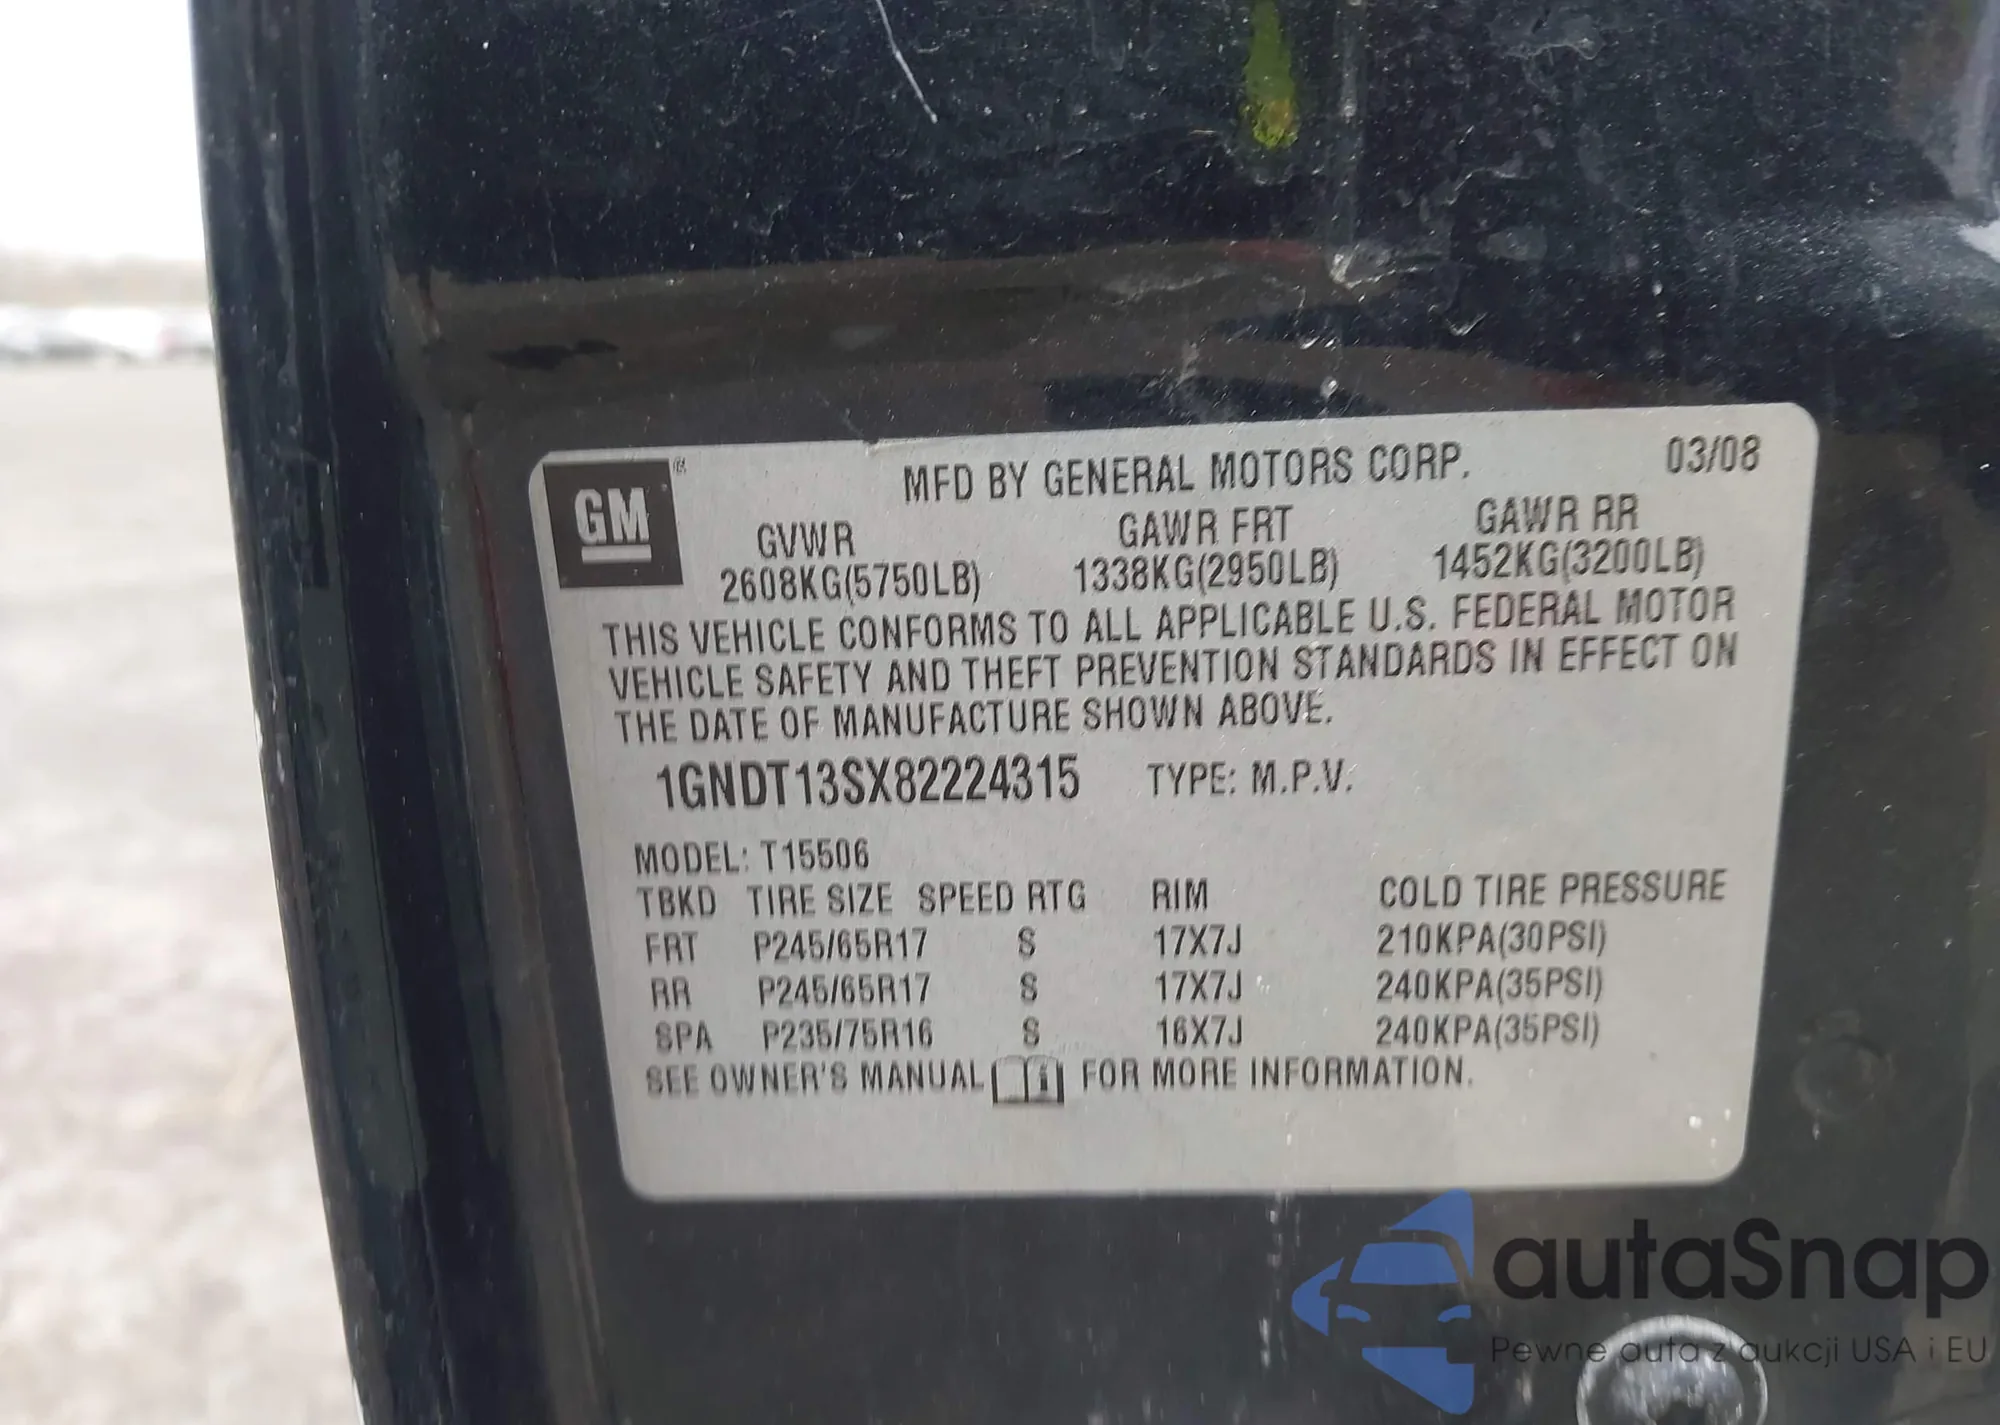 GM ®
MFD BY GENERAL MOTORS CORP. 03/08
GVWR GAWR FRT GAWR RR
2608KG(5750LB) 1338KG(2950LB) 1452KG(3200LB)
THIS VEHICLE CONFORMS TO ALL APPLICABLE U.S. FEDERAL MOTOR
VEHICLE SAFETY AND THEFT PREVENTION STANDARDS IN EFFECT ON
THE DATE OF MANUFACTURE SHOWN ABOVE.
1GNDT13SX82224315 TYPE: M.P.V.
MODEL: T15506
TBKD TIRE SIZE SPEED RTG RIM COLD TIRE PRESSURE
FRT P245/65R17 S 17X7J 210KPA(30PSI)
RR P245/65R17 S 17X7J 240KPA(35PSI)
SPA P235/75R16 S 16X7J 240KPA(35PSI)
SEE OWNER'S MANUAL FOR MORE INFORMATION.
autaSnap
Pewne auta z aukcji USA i EU